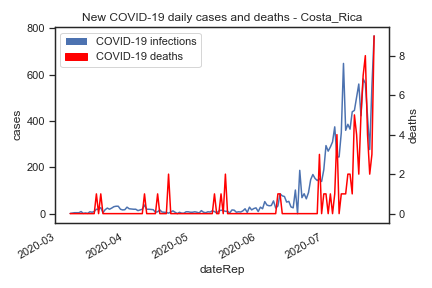 New COVID-19 daily cases and deaths - Costa_Rica
COVID-19 infections
COVID-19 deaths
800
600
400
200
0
cases
8
6
4
2
0
deaths
2020-03
2020-04
2020-05
2020-06
2020-07
dateRep